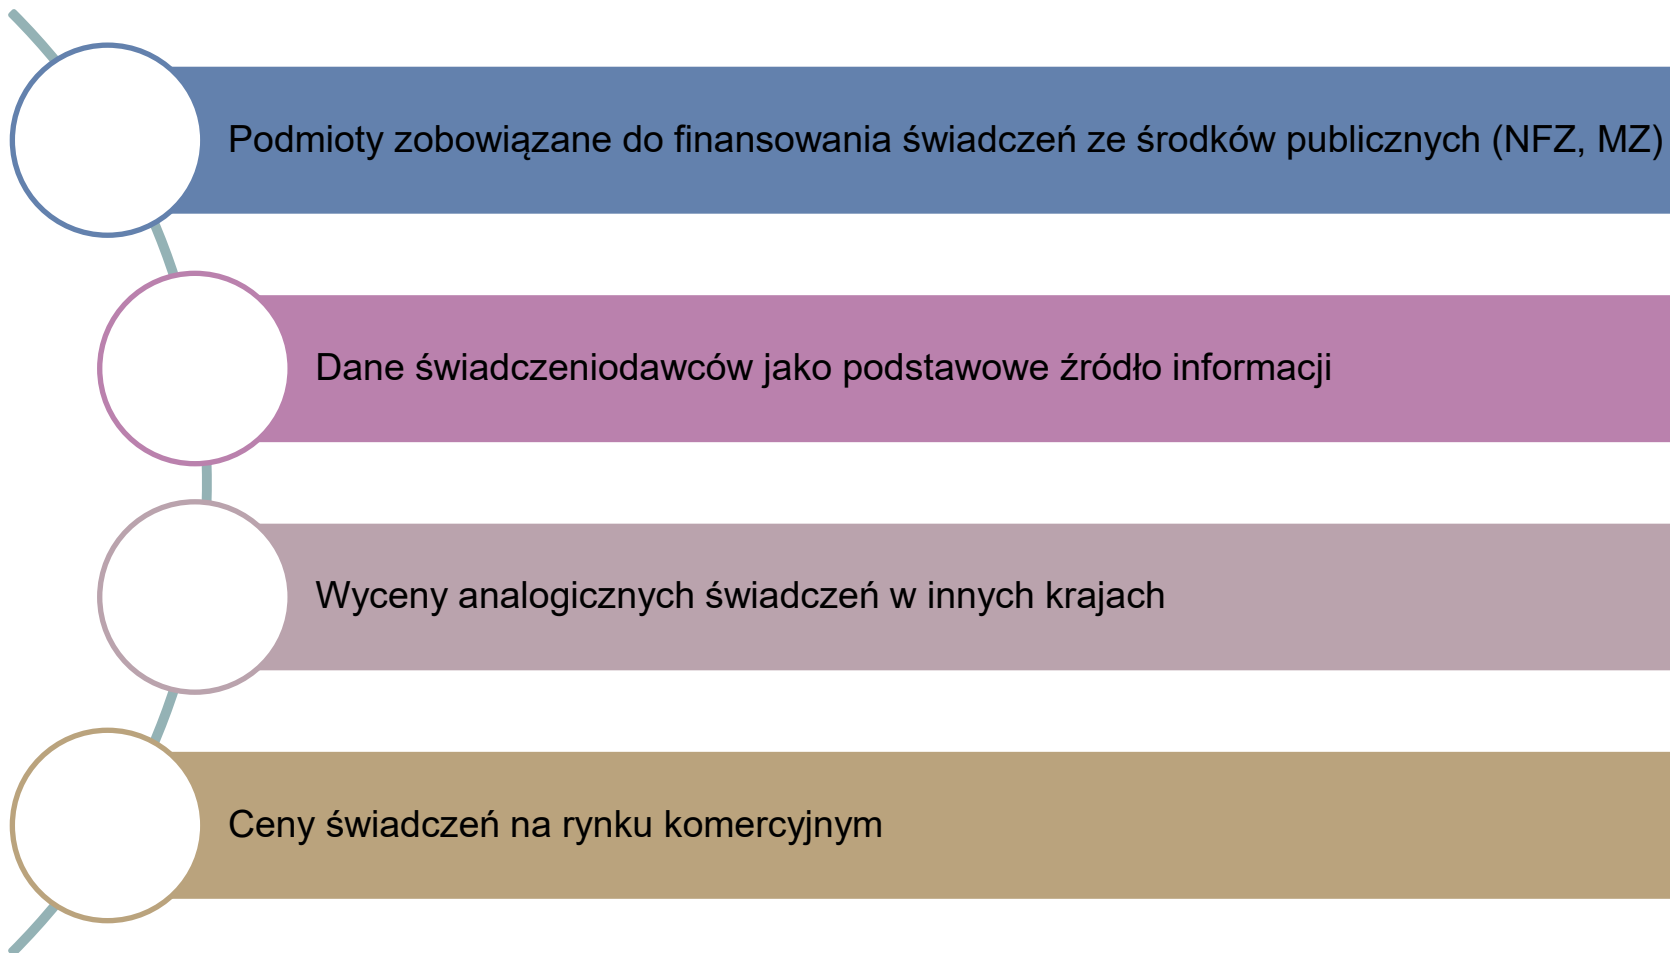 Podmioty zobowiązane do finansowania świadczeń ze środków publicznych (NFZ, MZ)
Dane świadczeniodawców jako podstawowe źródło informacji
Wyceny analogicznych świadczeń w innych krajach
Ceny świadczeń na rynku komercyjnym